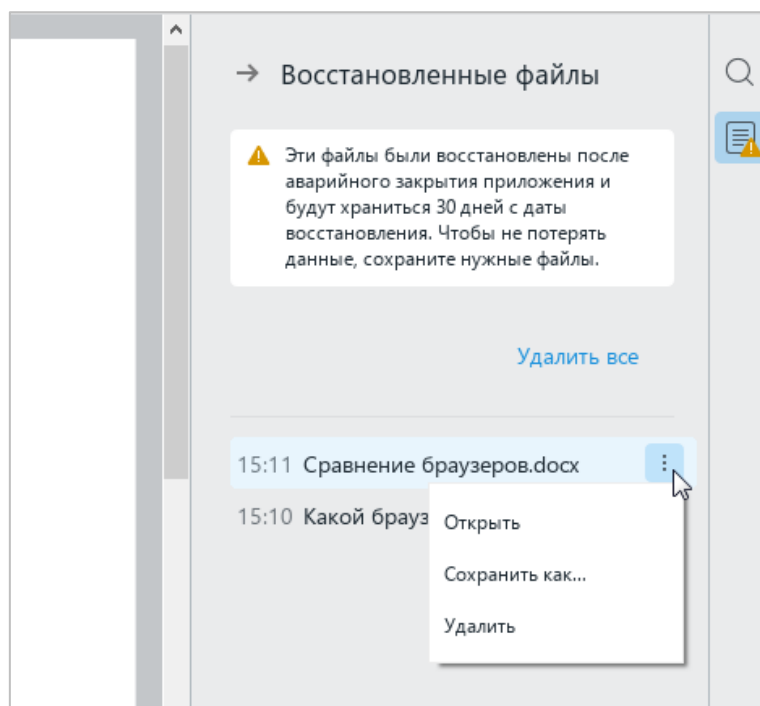 Восстановленные файлы
Эти файлы были восстановлены после
аварийного закрытия приложения и
будут храниться 30 дней с даты
восстановления. Чтобы не потерять
данные, сохраните нужные файлы.
Удалить все
15:11 Сравнение браузеров.docx
15:10 Какой брауз
Открыть
Сохранить как...
Удалить